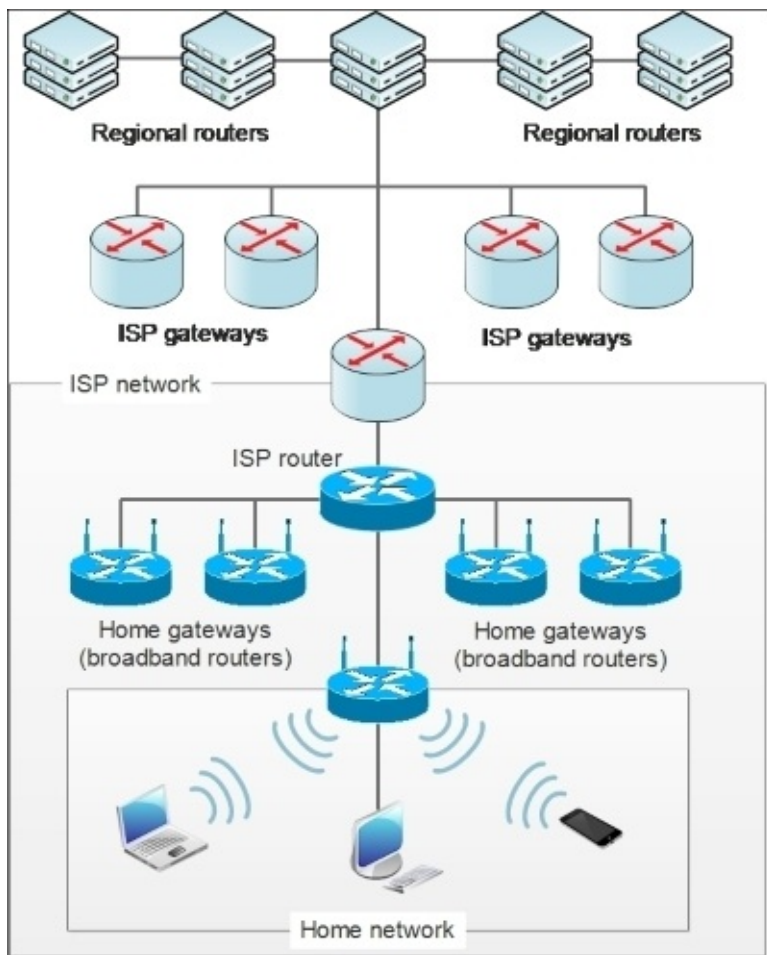 Regional routers
Regional routers
ISP gateways
ISP gateways
ISP network
ISP router
Home gateways
(broadband routers)
Home gateways
(broadband routers)
Home network